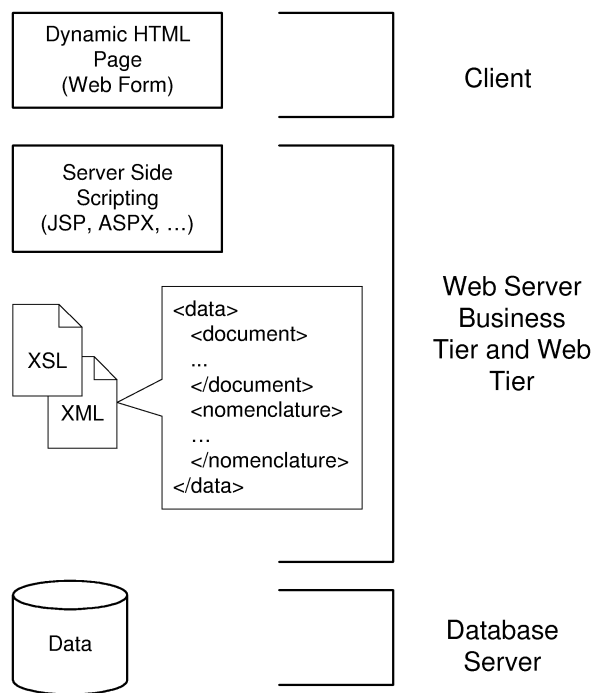 Dynamic HTML
Page
(Web Form)
Client
Server Side
Scripting
(JSP, ASPX, …)
Web Server
Business
Tier and Web
Tier
XSL
XML
<data>
<document>
...
</document>
<nomenclature>
…
</nomenclature>
</data>
Data
Database
Server